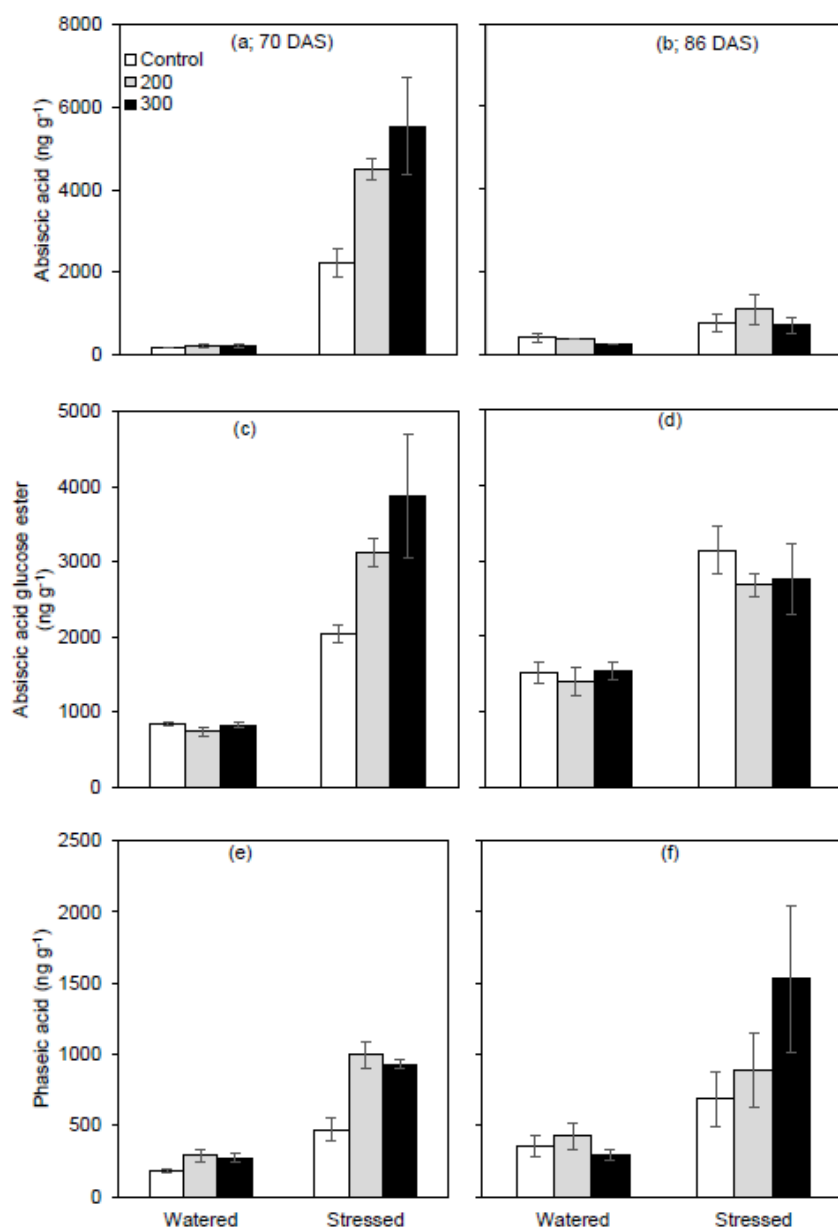 (a; 70 DAS)
(b; 86 DAS)
Control
200
300
8000
6000
4000
2000
0
Absiscic acid (ng g⁻¹)
(c)
(d)
5000
4000
3000
2000
1000
0
Absiscic acid glucose ester
(ng g⁻¹)
(e)
(f)
2500
2000
1500
1000
500
0
Phaseic acid (ng g⁻¹)
Watered
Stressed
Watered
Stressed